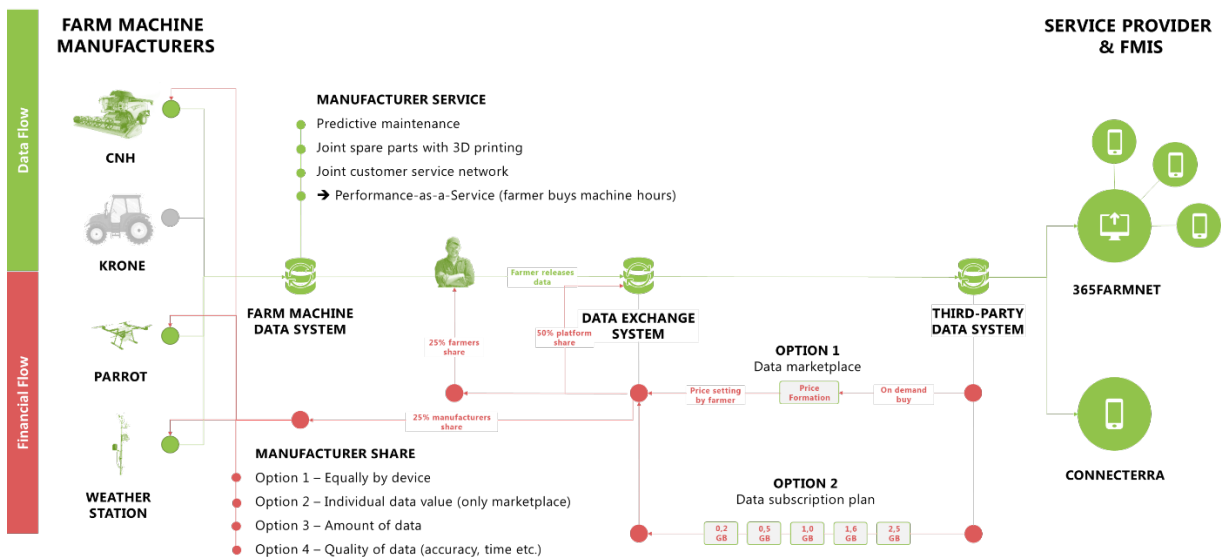 FARM MACHINE
MANUFACTURERS
SERVICE PROVIDER
& FMIS
Data Flow
Financial Flow
CNH
KRONE
PARROT
WEATHER
STATION
MANUFACTURER SERVICE
Predictive maintenance
Joint spare parts with 3D printing
Joint customer service network
➔ Performance-as-a-Service (farmer buys machine hours)
FARM MACHINE
DATA SYSTEM
Farmer releases
data
DATA EXCHANGE
SYSTEM
THIRD-PARTY
DATA SYSTEM
365FARMNET
CONNECTERRA
25% farmers
share
50% platform
share
OPTION 1
Data marketplace
Price setting
by farmer
Price
Formation
On demand
buy
25% manufacturers
share
MANUFACTURER SHARE
Option 1 – Equally by device
Option 2 – Individual data value (only marketplace)
Option 3 – Amount of data
Option 4 – Quality of data (accuracy, time etc.)
OPTION 2
Data subscription plan
0,2
GB
0,5
GB
1,0
GB
1,6
GB
2,5
GB